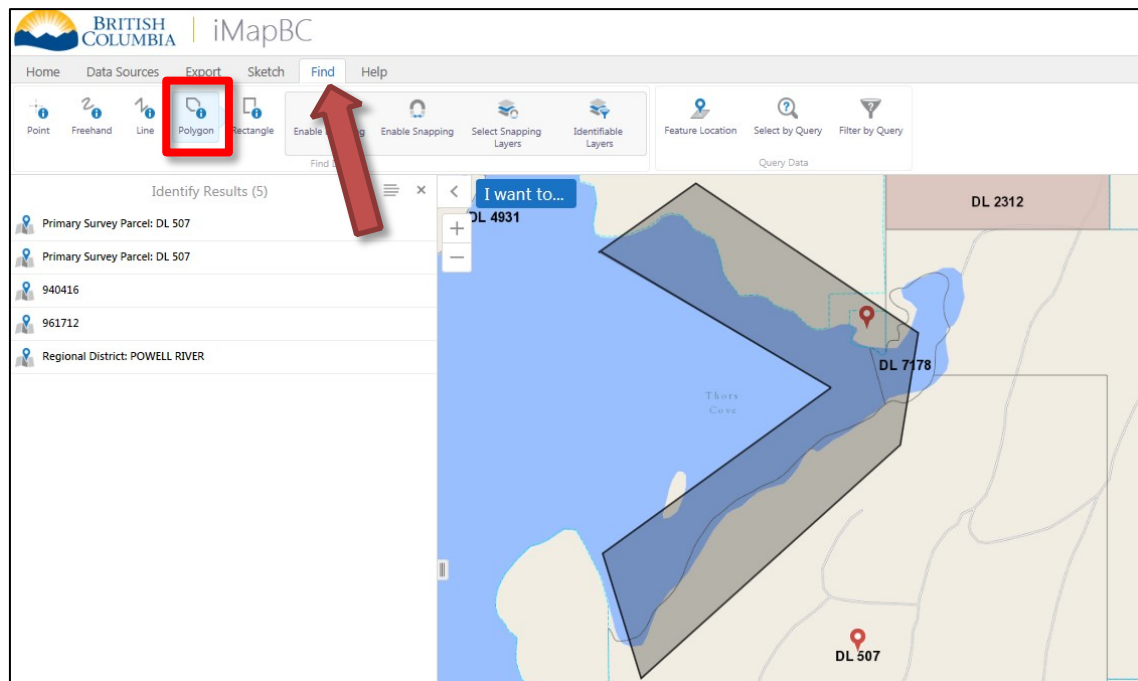 BRITISH
COLUMBIA
iMapBC
Home Data Sources Export Sketch Find Help
Point Freehand Line Polygon Rectangle Enable Enable Snapping Select Snapping Layers Identifiable Layers Feature Location Select by Query Filter by Query
Find Query Data
Identify Results (5)
I want to...
Primary Survey Parcel: DL 507
Primary Survey Parcel: DL 507
940416
961712
Regional District: POWELL RIVER
DL 4931
DL 2312
DL 7178
Thors
Cove
DL 507